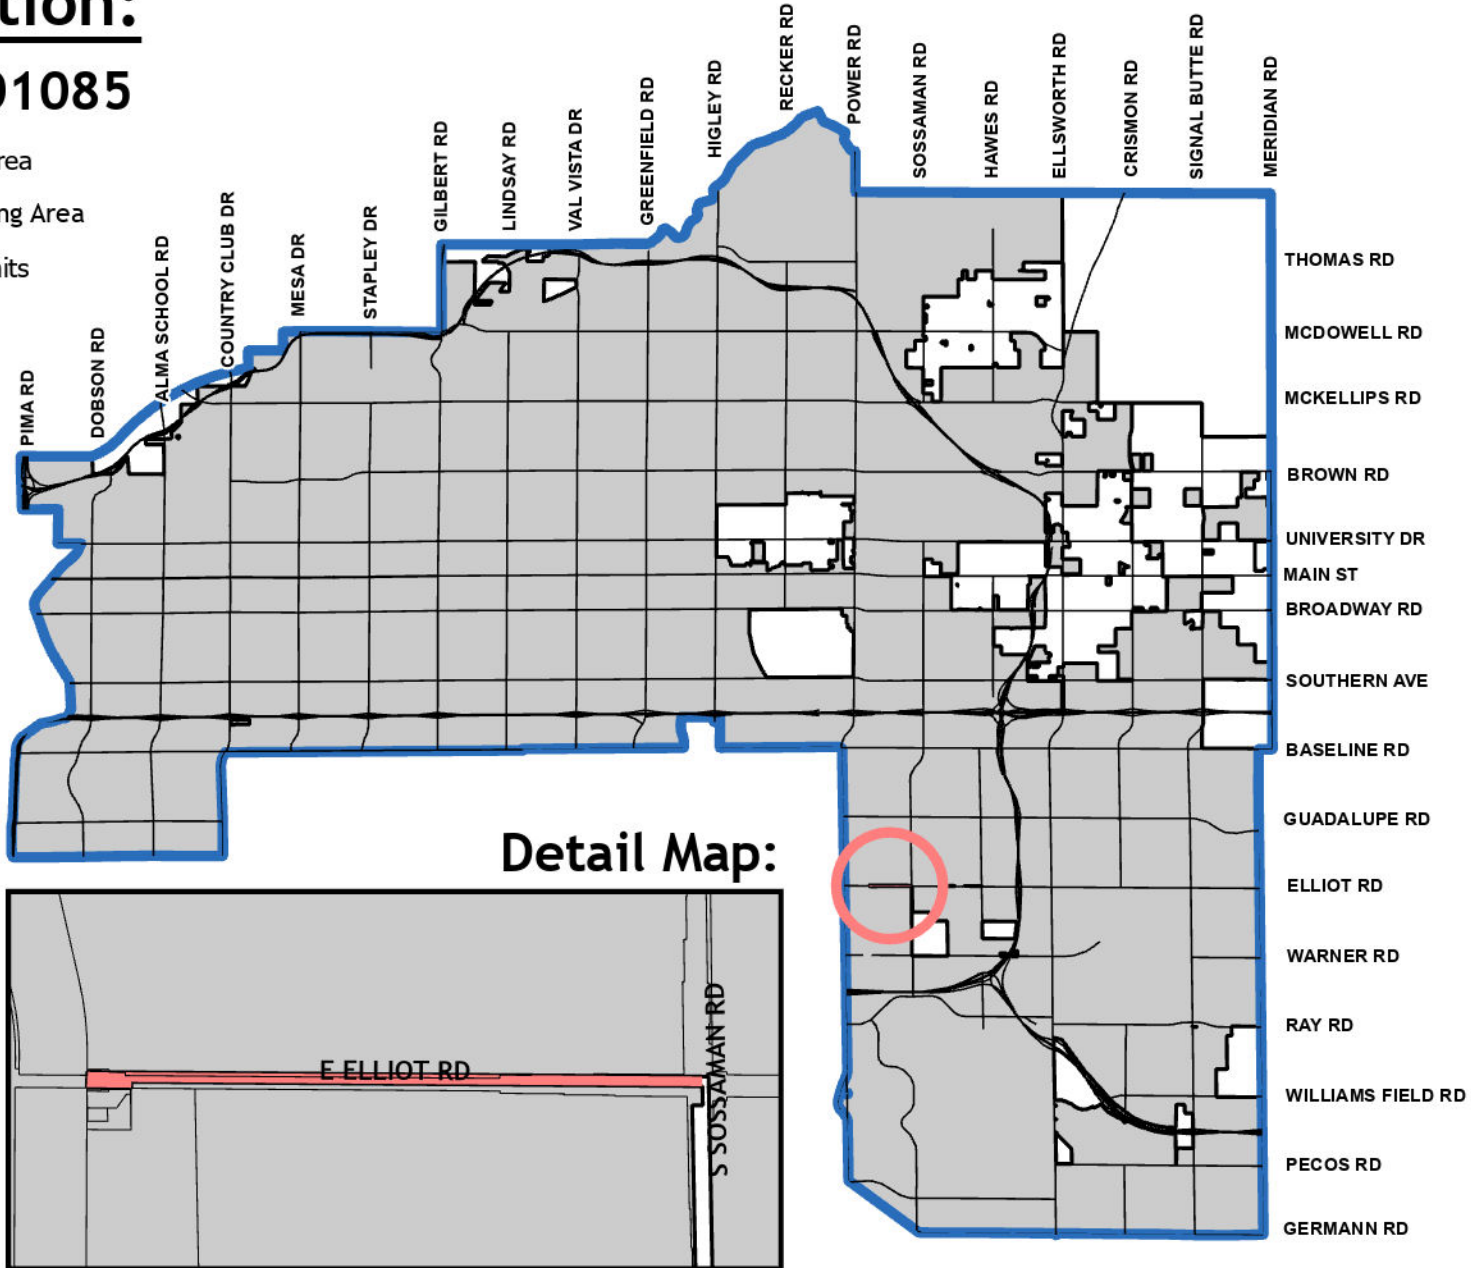 tion:
01085
rea
ng Area
nits
PIMA RD
DOBSON RD
ALMA SCHOOL RD
COUNTRY CLUB DR
MESA DR
STAPLEY DR
GILBERT RD
LINDSAY RD
VAL VISTA DR
GREENFIELD RD
HIGLEY RD
RECKER RD
POWER RD
SOSSAMAN RD
HAWES RD
ELLSWORTH RD
CRISMON RD
SIGNAL BUTTE RD
MERIDIAN RD
THOMAS RD
MCDOWELL RD
MCKELLIPS RD
BROWN RD
UNIVERSITY DR
MAIN ST
BROADWAY RD
SOUTHERN AVE
BASELINE RD
GUADALUPE RD
ELLIOT RD
WARNER RD
RAY RD
WILLIAMS FIELD RD
PECOS RD
GERMANN RD
Detail Map:
E ELLIOT RD
S SOSSAMAN RD